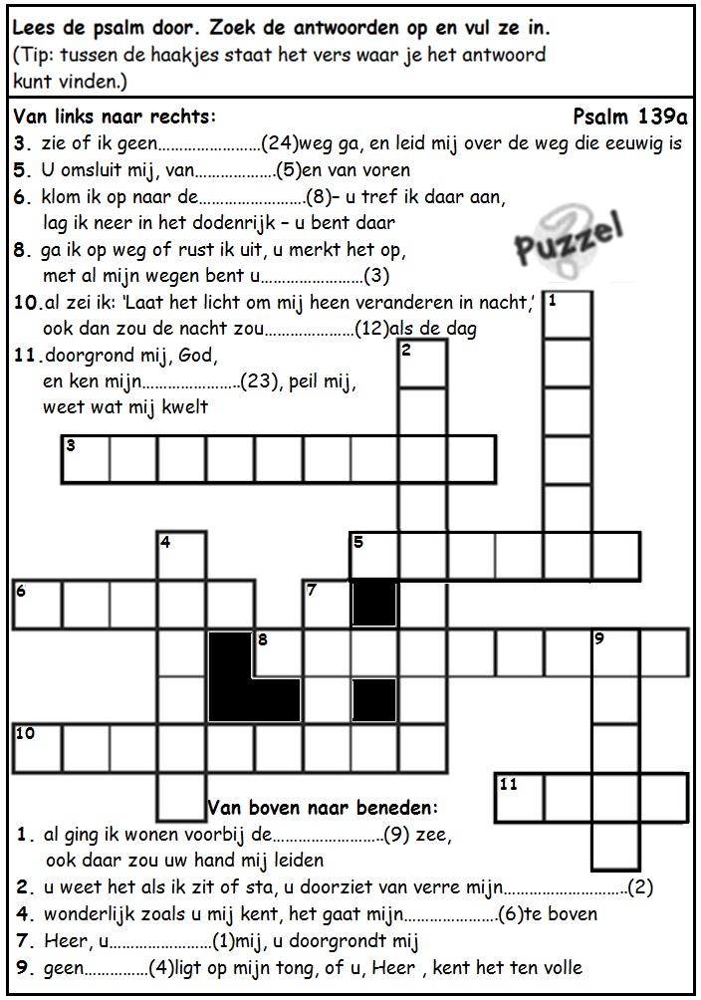 Lees de psalm door. Zoek de antwoorden op en vul ze in.
(Tip: tussen de haakjes staat het vers waar je het antwoord
kunt vinden.)
Van links naar rechts: Psalm 139a
3. zie of ik geen……………………(24)weg ga, en leid mij over de weg die eeuwig is
5. U omsluit mij, van……………….(5)en van voren
6. klom ik op naar de…………………….(8)– u tref ik daar aan,
lag ik neer in het dodenrijk – u bent daar
8. ga ik op weg of rust ik uit, u merkt het op,
met al mijn wegen bent u……………………(3)
Puzzel
?
10.al zei ik: 'Laat het licht om mij heen veranderen in nacht,'
ook dan zou de nacht zou…………………(12)als de dag
11.doorgrond mij, God,
en ken mijn…………………..(23), peil mij,
weet wat mij kwelt
1
2
3
4
5
6
7
8
9
10
11
Van boven naar beneden:
1. al ging ik wonen voorbij de……………………..(9) zee,
ook daar zou uw hand mij leiden
2. u weet het als ik zit of sta, u doorziet van verre mijn………………………..(2)
4. wonderlijk zoals u mij kent, het gaat mijn………………….(6)te boven
7. Heer, u……………………(1)mij, u doorgrondt mij
9. geen……………(4)ligt op mijn tong, of u, Heer , kent het ten volle